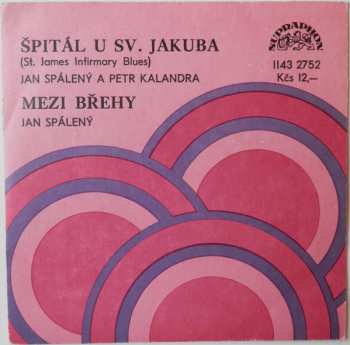 ŠPITÁL U SV. JAKUBA
(St. James Infirmary Blues)
JAN SPÁLENÝ A PETR KALANDRA
MEZI BŘEHY
JAN SPÁLENÝ
SUPRAPHON
1143 2752
Kčs 12,—